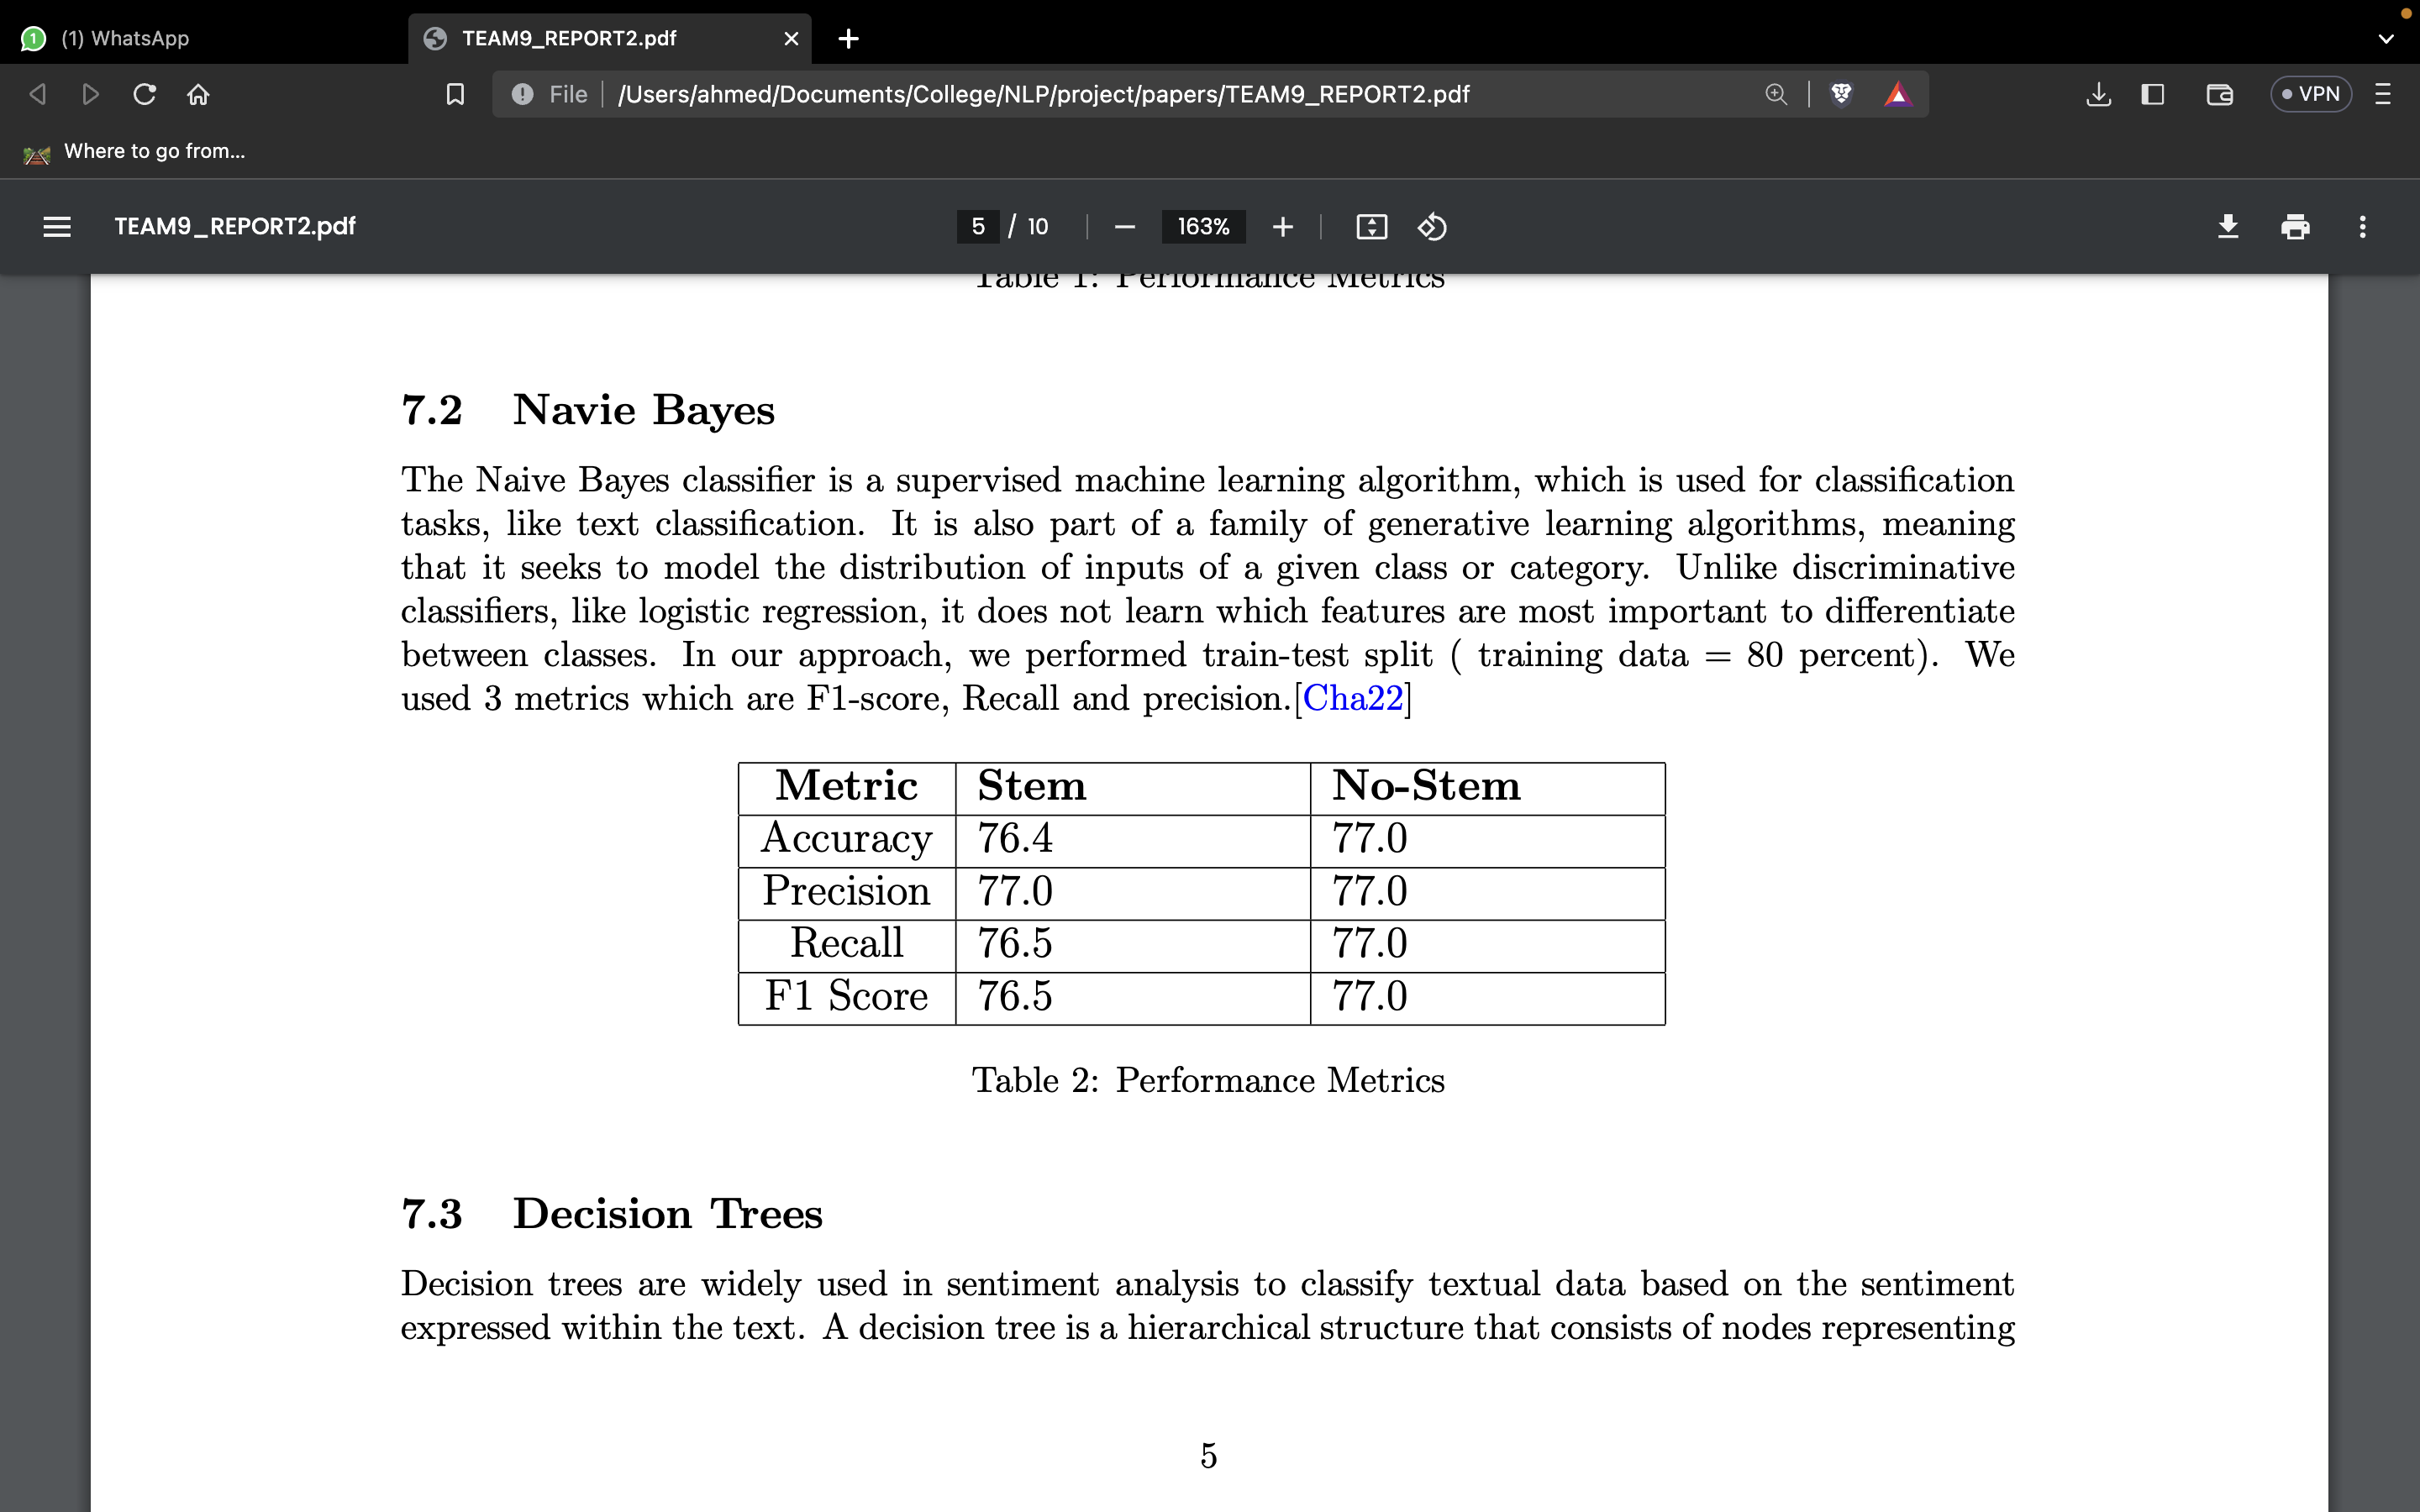 1 (1) WhatsApp
TEAM9_REPORT2.pdf
File /Users/ahmed/Documents/College/NLP/project/papers/TEAM9_REPORT2.pdf
VPN
Where to go from...
TEAM9_REPORT2.pdf 5 / 10 163%
Table 1: Performance Metrics
7.2 Navie Bayes
The Naive Bayes classifier is a supervised machine learning algorithm, which is used for classification
tasks, like text classification. It is also part of a family of generative learning algorithms, meaning
that it seeks to model the distribution of inputs of a given class or category. Unlike discriminative
classifiers, like logistic regression, it does not learn which features are most important to differentiate
between classes. In our approach, we performed train-test split ( training data = 80 percent). We
used 3 metrics which are F1-score, Recall and precision.[Cha22]
Metric Stem No-Stem
Accuracy 76.4 77.0
Precision 77.0 77.0
Recall 76.5 77.0
F1 Score 76.5 77.0
Table 2: Performance Metrics
7.3 Decision Trees
Decision trees are widely used in sentiment analysis to classify textual data based on the sentiment
expressed within the text. A decision tree is a hierarchical structure that consists of nodes representing
5